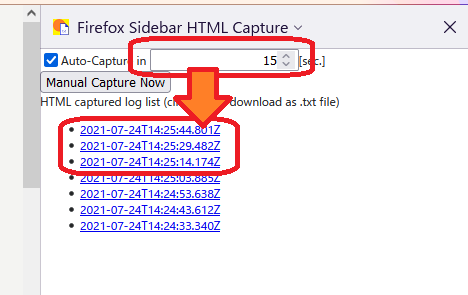 Firefox Sidebar HTML Capture
Auto-Capture in 15 [sec.]
Manual Capture Now
HTML captured log list (cl download as .txt file)
2021-07-24T14:25:44.801Z
2021-07-24T14:25:29.482Z
2021-07-24T14:25:14.174Z
2021-07-24T14:25:03.885Z
2021-07-24T14:24:53.638Z
2021-07-24T14:24:43.612Z
2021-07-24T14:24:33.340Z